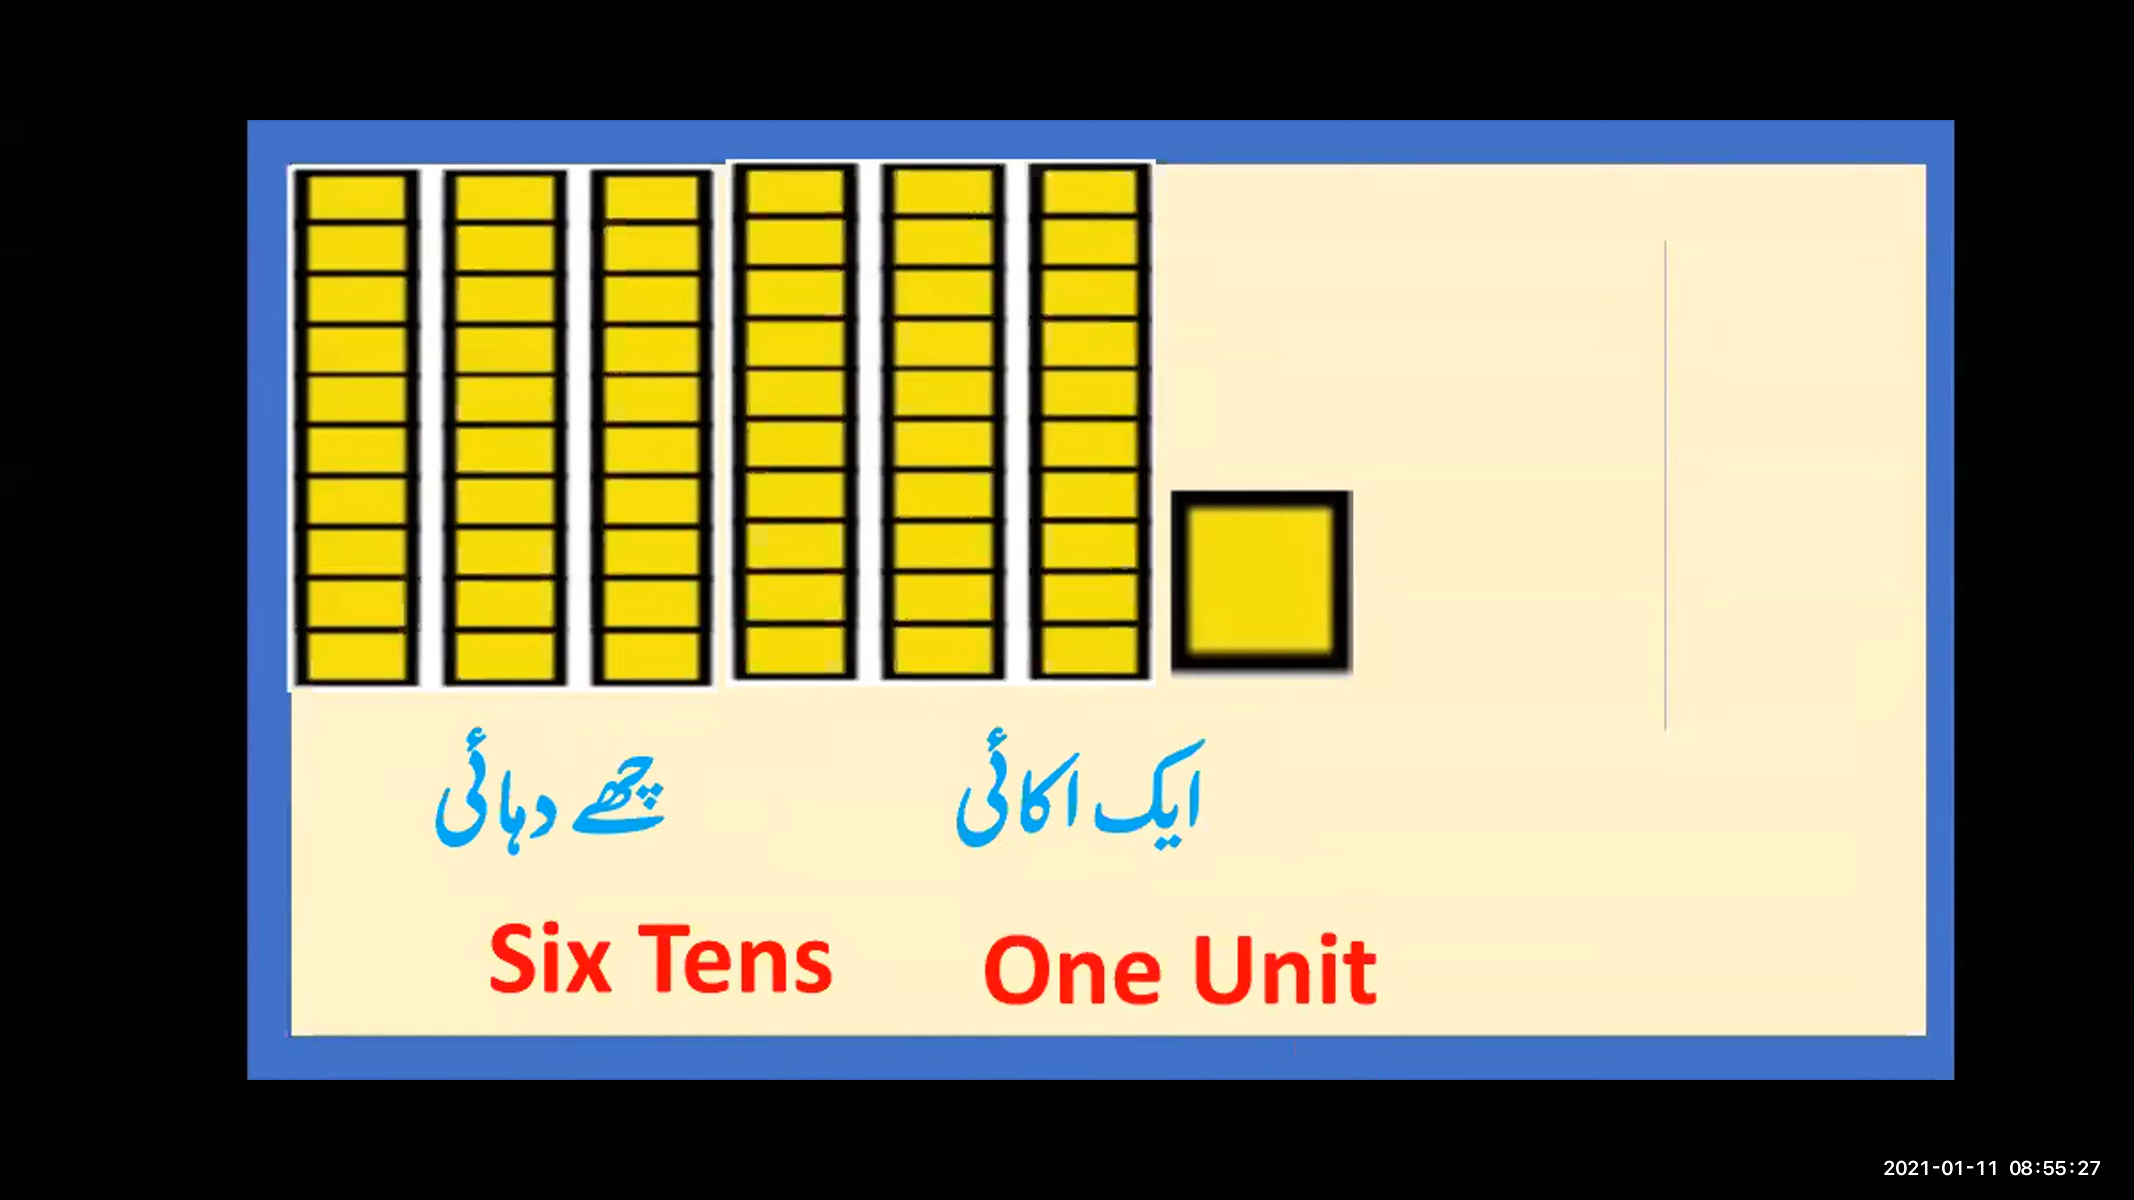 چھے دہائی
ایک اکائی
Six Tens
One Unit
2021-01-11 08:55:27